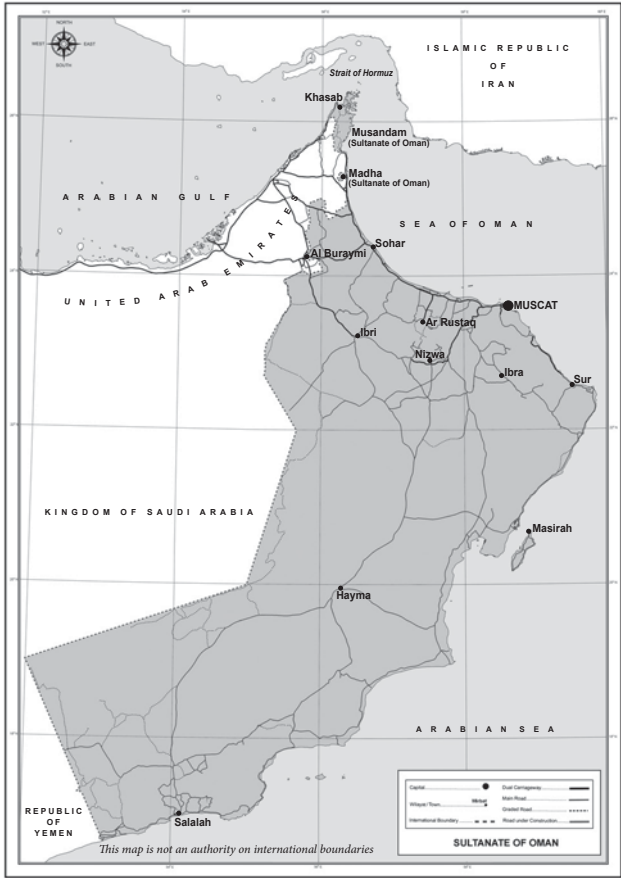 NORTH
WEST
EAST
SOUTH
ISLAMIC REPUBLIC
OF
IRAN
Strait of Hormuz
Khasab
Musandam
(Sultanate of Oman)
Madha
(Sultanate of Oman)
ARABIAN GULF
SEA OF OMAN
UNITED ARAB EMIRATES
Sohar
Al Buraymi
MUSCAT
Ar Rustaq
Ibri
Nizwa
Ibra
Sur
KINGDOM OF SAUDI ARABIA
Masirah
Hayma
ARABIAN SEA
REPUBLIC
OF
YEMEN
Salalah
This map is not an authority on international boundaries
Capital
Dual Carriageway
Wilayat / Town
Main Road
Graded Road
International Boundary
Road under Construction
SULTANATE OF OMAN